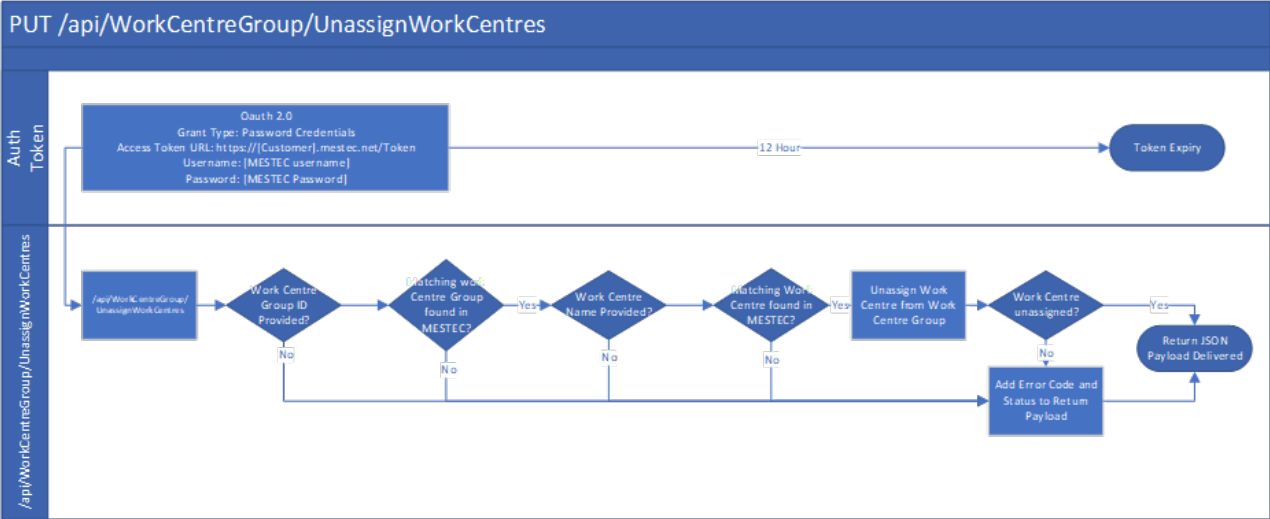 PUT /api/WorkCentreGroup/UnassignWorkCentres
Auth
Token
Oauth 2.0
Grant Type: Password Credentials
Access Token URL: https://[Customer].mestec.net/Token
Username: [MESTEC username]
Password: [MESTEC Password]
12 Hour
Token Expiry
/api/WorkCentreGroup/UnassignWorkCentres
/api/WorkCentreGroup/
UnassignWorkCentres
Work Centre
Group ID
Provided?
No
Matching work
Centre Group
found in
MESTEC?
Yes
No
Work Centre
Name Provided?
No
Matching Work
Centre found in
MESTEC?
Yes
No
Unassign Work
Centre from Work
Centre Group
Work Centre
unassigned?
Yes
No
Return JSON
Payload Delivered
Add Error Code and
Status to Return
Payload